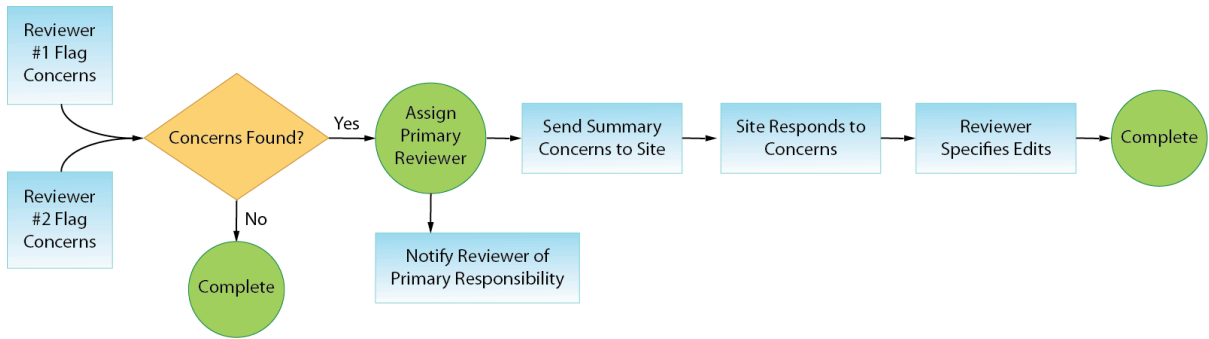 Reviewer
#1 Flag
Concerns
Reviewer
#2 Flag
Concerns
Concerns Found?
Yes
No
Complete
Assign
Primary
Reviewer
Notify Reviewer of
Primary Responsibility
Send Summary
Concerns to Site
Site Responds to
Concerns
Reviewer
Specifies Edits
Complete